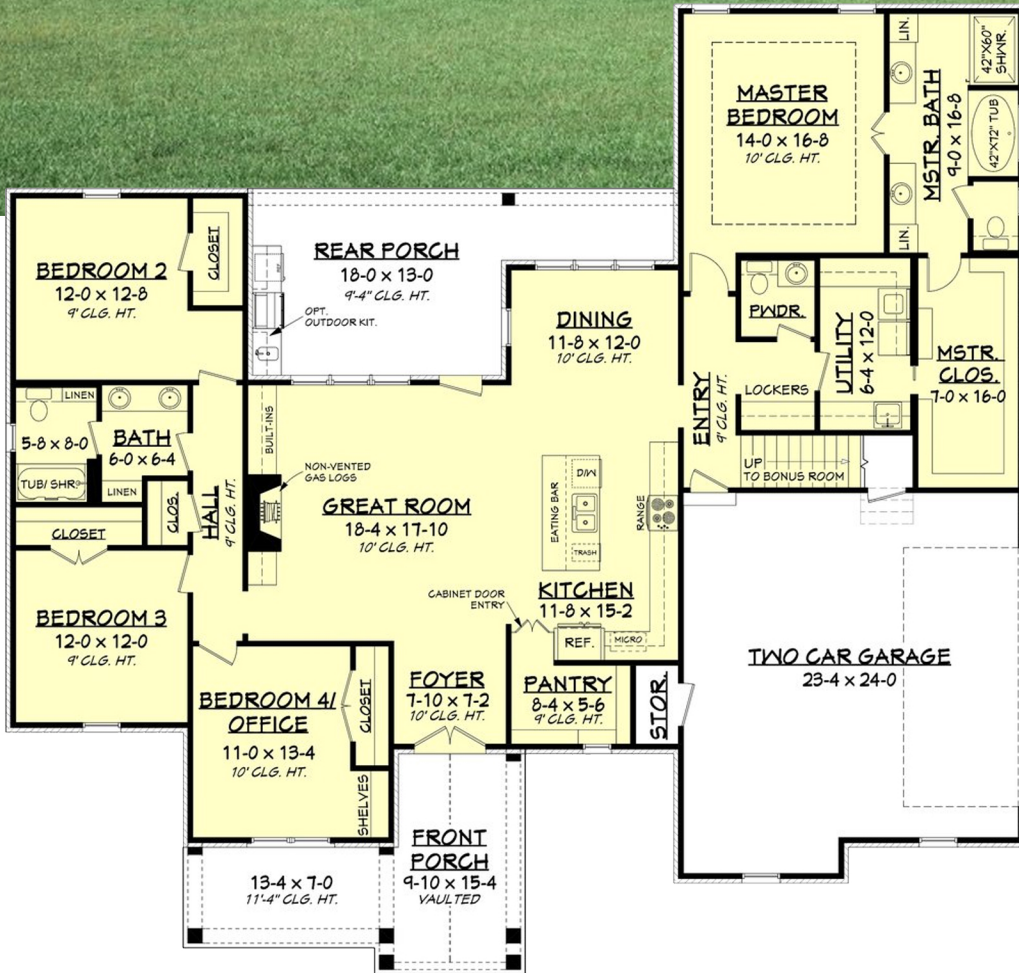 MASTER
BEDROOM
14-0 x 16-8
10' CLG. HT.
LIN.
MSTR. BATH
9-0 x 16-8
42"X60"
SHWR.
42"X72" TUB
LIN.
BEDROOM 2
12-0 x 12-8
9' CLG. HT.
CLOSET
REAR PORCH
18-0 x 13-0
9'-4" CLG. HT.
OPT.
OUTDOOR KIT.
DINING
11-8 x 12-0
10' CLG. HT.
PWDR.
UTILITY
6-4 x 12-0
MSTR.
CLOS.
7-0 x 16-0
LOCKERS
ENTRY
9' CLG. HT.
UP
TO BONUS ROOM
LINEN
5-8 x 8-0
TUB/ SHR.
BATH
6-0 x 6-4
LINEN
CLOS.
HALL
9' CLG. HT.
BUILT-INS
NON-VENTED
GAS LOGS
GREAT ROOM
18-4 x 17-10
10' CLG. HT.
EATING BAR
D/W
TRASH
RANGE
KITCHEN
11-8 x 15-2
CABINET DOOR
ENTRY
REF.
MICRO
CLOSET
BEDROOM 3
12-0 x 12-0
9' CLG. HT.
BEDROOM 4/
OFFICE
11-0 x 13-4
10' CLG. HT.
CLOSET
SHELVES
FOYER
7-10 x 7-2
10' CLG. HT.
PANTRY
8-4 x 5-6
9' CLG. HT.
STOR.
TWO CAR GARAGE
23-4 x 24-0
13-4 x 7-0
11'-4" CLG. HT.
FRONT
PORCH
9-10 x 15-4
VAULTED